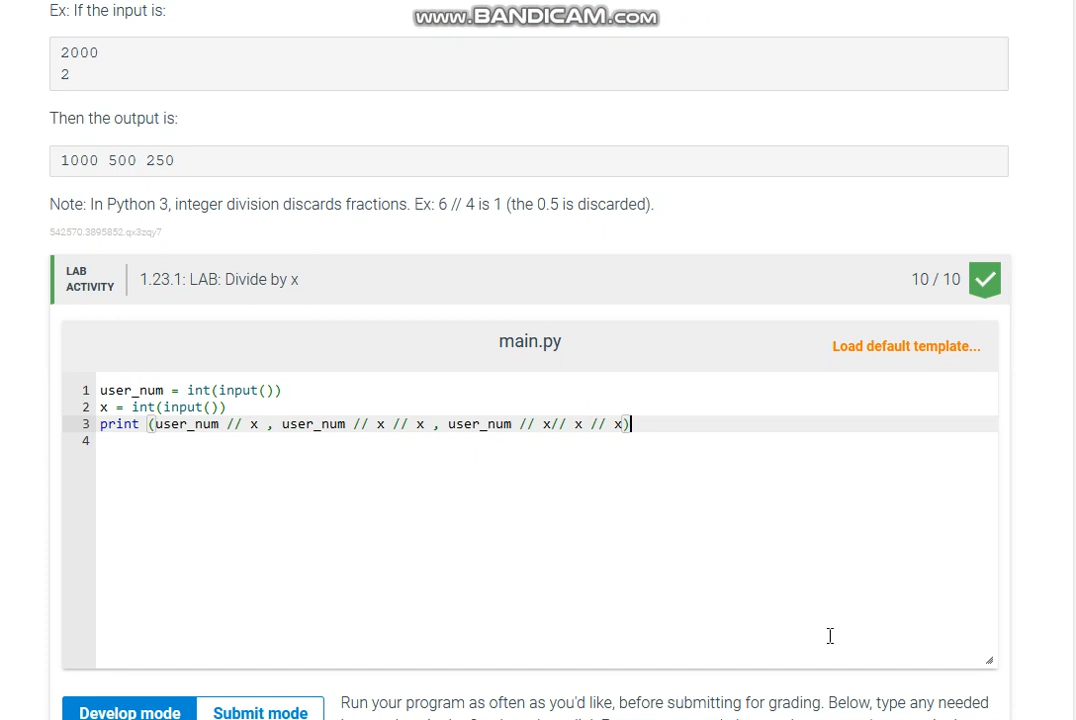 Ex: If the input is:
www.BANDICAM.com
2000
2
Then the output is:
1000 500 250
Note: In Python 3, integer division discards fractions. Ex: 6 // 4 is 1 (the 0.5 is discarded).
542570.3895852.qx3zqy7
LAB
ACTIVITY
1.23.1: LAB: Divide by x
10 / 10
main.py
Load default template...
1 user_num = int(input())
2 x = int(input())
3 print (user_num // x , user_num // x // x , user_num // x// x // x)
4
Develop mode
Submit mode
Run your program as often as you'd like, before submitting for grading. Below, type any needed